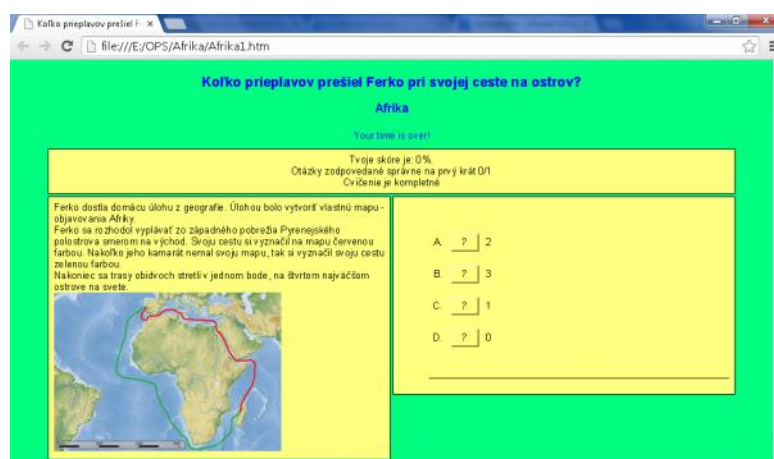 Koľko prieplavov prešiel F
file:///E:/OPS/Afrika/Afrika1.htm
Koľko prieplavov prešiel Ferko pri svojej ceste na ostrov?
Afrika
Your time is over!
Tvoje skóre je: 0%.
Otázky zodpovedané správne na prvý krát 0/1
Cvičenie je kompletné
Ferko dostla domácu úlohu z geografie. Úlohou bolo vytvoriť vlastnú mapu -
objavovania Afriky.
Ferko sa rozhodol vyplávať zo západného pobrežia Pyrenejského
polostrova smerom na východ. Svoju cestu si vyznačil na mapu červenou
farbou. Nakoľko jeho kamarát nemal svoju mapu, tak si vyznačil svoju cestu
zelenou farbou.
Nakoniec sa trasy obidvoch stretli v jednom bode, na štvrtom najväčšom
ostrove na svete.
A. ? 2
B. ? 3
C. ? 1
D. ? 0